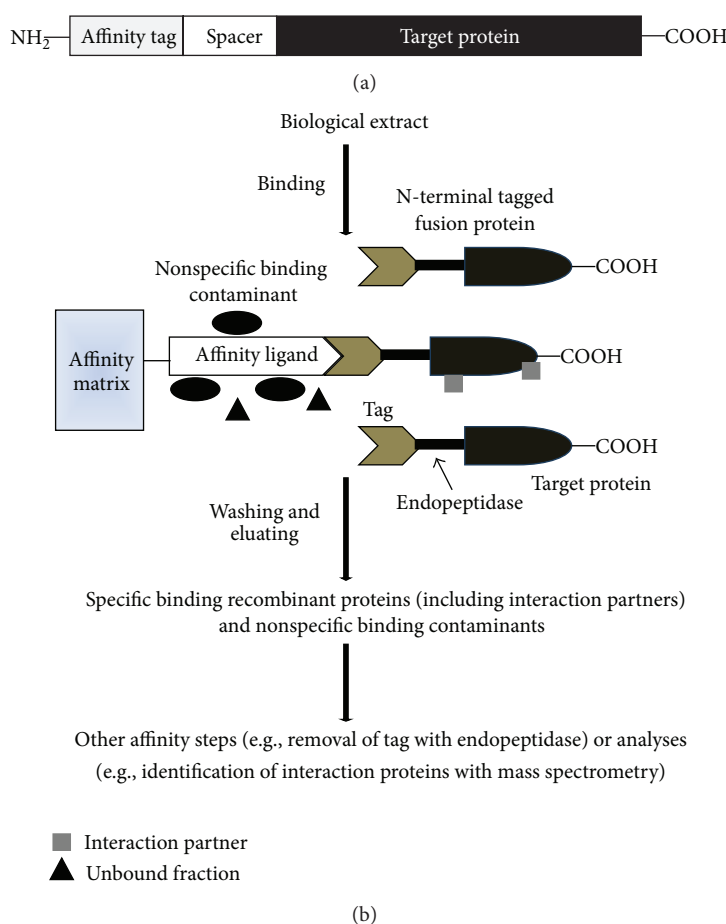 NH2 Affinity tag Spacer Target protein COOH
(a)
Biological extract
Binding
N-terminal tagged
fusion protein
COOH
Nonspecific binding
contaminant
Affinity
matrix
Affinity ligand
COOH
Tag
COOH
Target protein
Endopeptidase
Washing and
eluating
Specific binding recombinant proteins (including interaction partners)
and nonspecific binding contaminants
Other affinity steps (e.g., removal of tag with endopeptidase) or analyses
(e.g., identification of interaction proteins with mass spectrometry)
Interaction partner
Unbound fraction
(b)